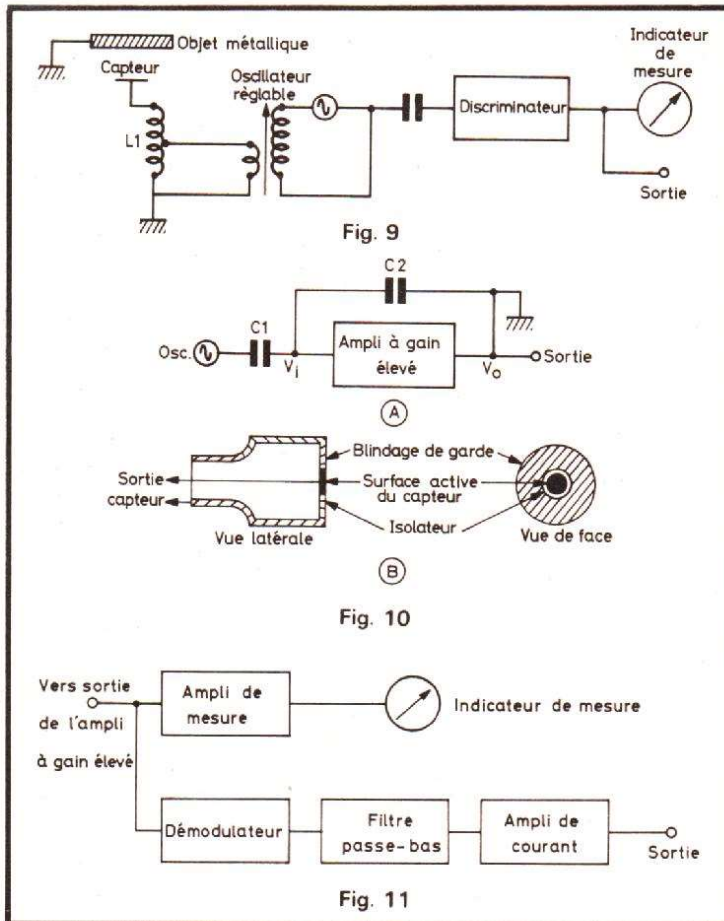 Objet métallique
Capteur
L1
Oscillateur
règlable
Discriminateur
Indicateur
de
mesure
Sortie
Fig. 9
C2
C1
Osc.
Vi
Ampli à gain
élevé
Vo
Sortie
A
Blindage de garde
Sortie
capteur
Surface active
du capteur
Isolateur
Vue latérale
Vue de face
B
Fig. 10
Vers sortie
de l'ampli
à gain élevé
Ampli de
mesure
Indicateur de mesure
Démodulateur
Filtre
passe-bas
Ampli de
courant
Sortie
Fig. 11